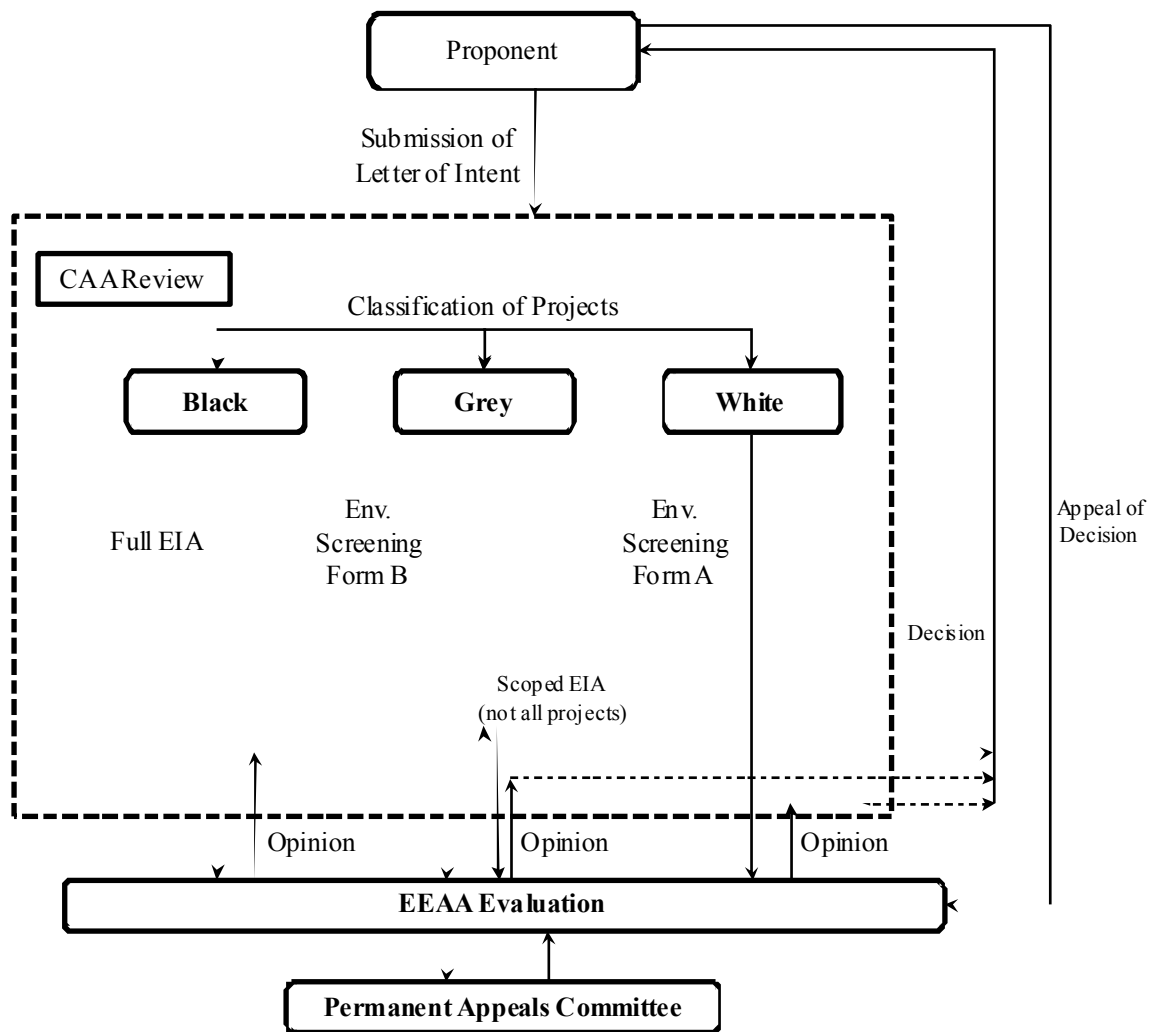 Proponent
Submission of
Letter of Intent
CAA Review
Classification of Projects
Black
Grey
White
Full EIA
Env.
Screening
Form B
Env.
Screening
Form A
Appeal of
Decision
Decision
Scoped EIA
(not all projects)
Opinion
Opinion
Opinion
EEAA Evaluation
Permanent Appeals Committee